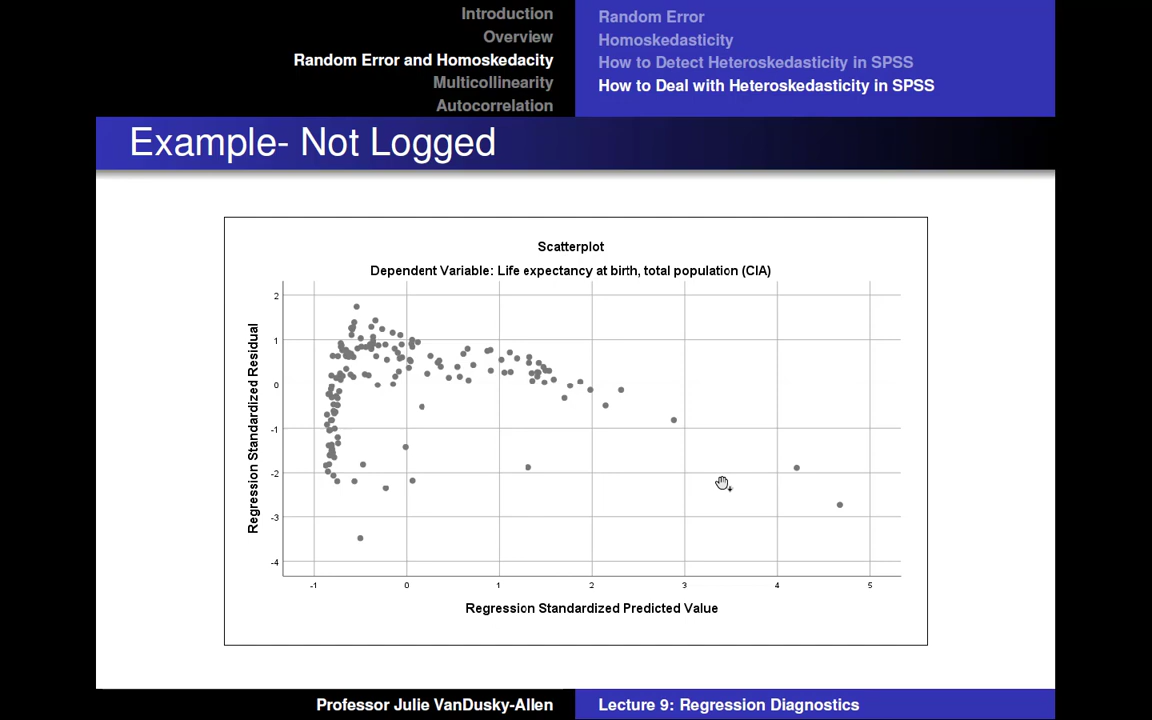 Introduction
Overview
Random Error and Homoskedacity
Multicollinearity
Autocorrelation
Random Error
Homoskedasticity
How to Detect Heteroskedasticity in SPSS
How to Deal with Heteroskedasticity in SPSS
Example- Not Logged
Scatterplot
Dependent Variable: Life expectancy at birth, total population (CIA)
Regression Standardized Residual
2
1
0
-1
-2
-3
-4
-1 0 1 2 3 4 5
Regression Standardized Predicted Value
Professor Julie VanDusky-Allen
Lecture 9: Regression Diagnostics